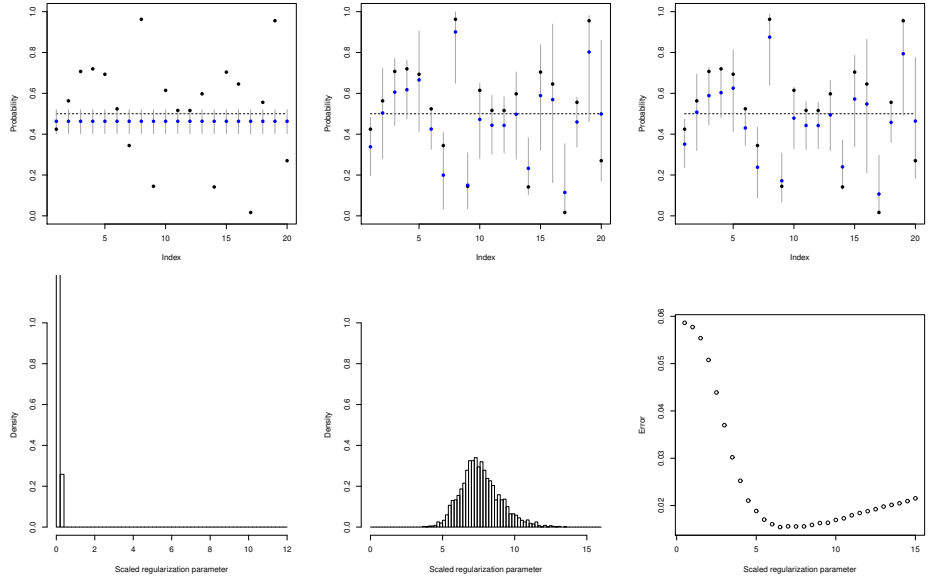 Probability
0.0 0.2 0.4 0.6 0.8 1.0
5 10 15 20
Index
Probability
0.0 0.2 0.4 0.6 0.8 1.0
5 10 15 20
Index
Probability
0.0 0.2 0.4 0.6 0.8 1.0
5 10 15 20
Index
Density
0.0 0.2 0.4 0.6 0.8 1.0
0 2 4 6 8 10 12
Scaled regularization parameter
Density
0.0 0.2 0.4 0.6 0.8 1.0
0 5 10 15
Scaled regularization parameter
Error
0.02 0.03 0.04 0.05 0.06
0 5 10 15
Scaled regularization parameter